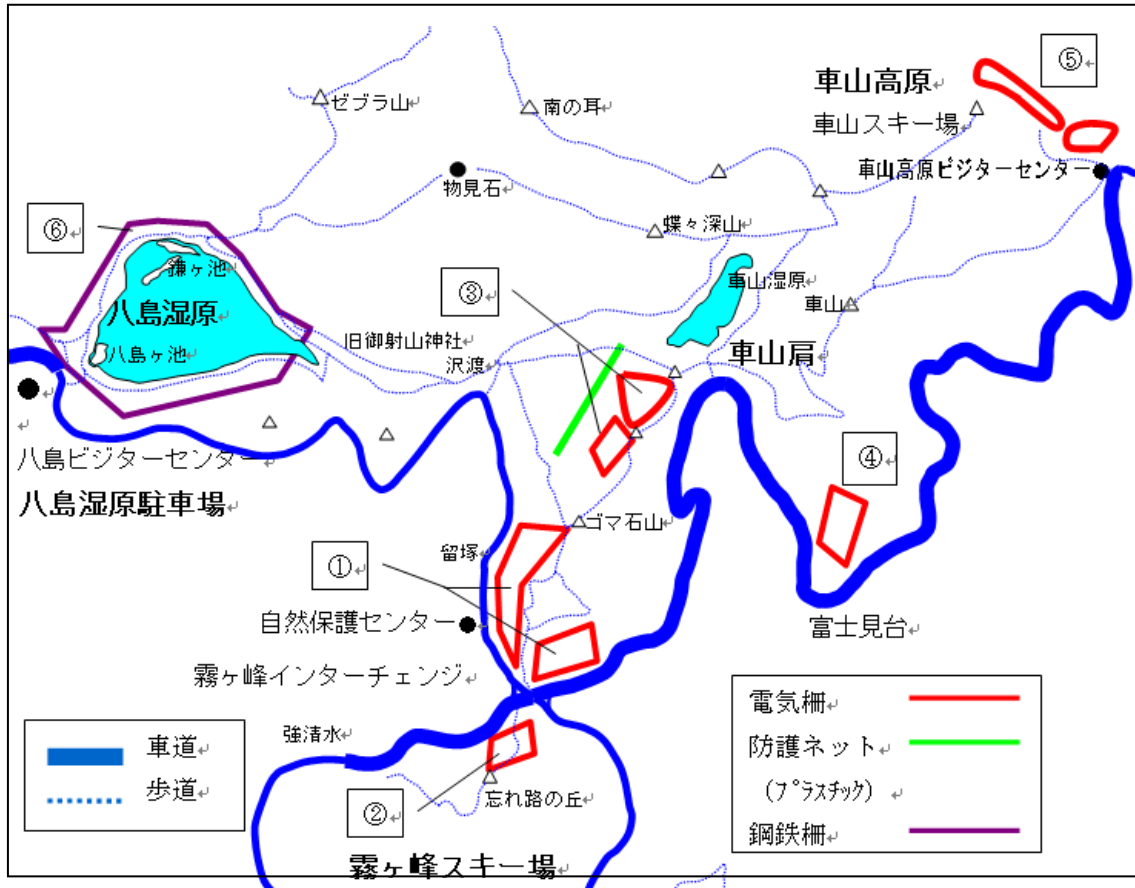 ⑤
車山高原
ゼブラ山
南の耳
車山スキー場
物見石
車山高原ビジターセンター
⑥
蝶々深山
鎌ヶ池
③
車山湿原
八島湿原
車山
旧御射山神社
八島ヶ池
沢渡
車山肩
八島ビジターセンター
④
八島湿原駐車場
ゴマ石山
留塚
①
自然保護センター
富士見台
霧ヶ峰インターチェンジ
強清水
忘れ路の丘
②
霧ヶ峰スキー場
車道
歩道
電気柵
防護ネット
(プラスチック)
鋼鉄柵